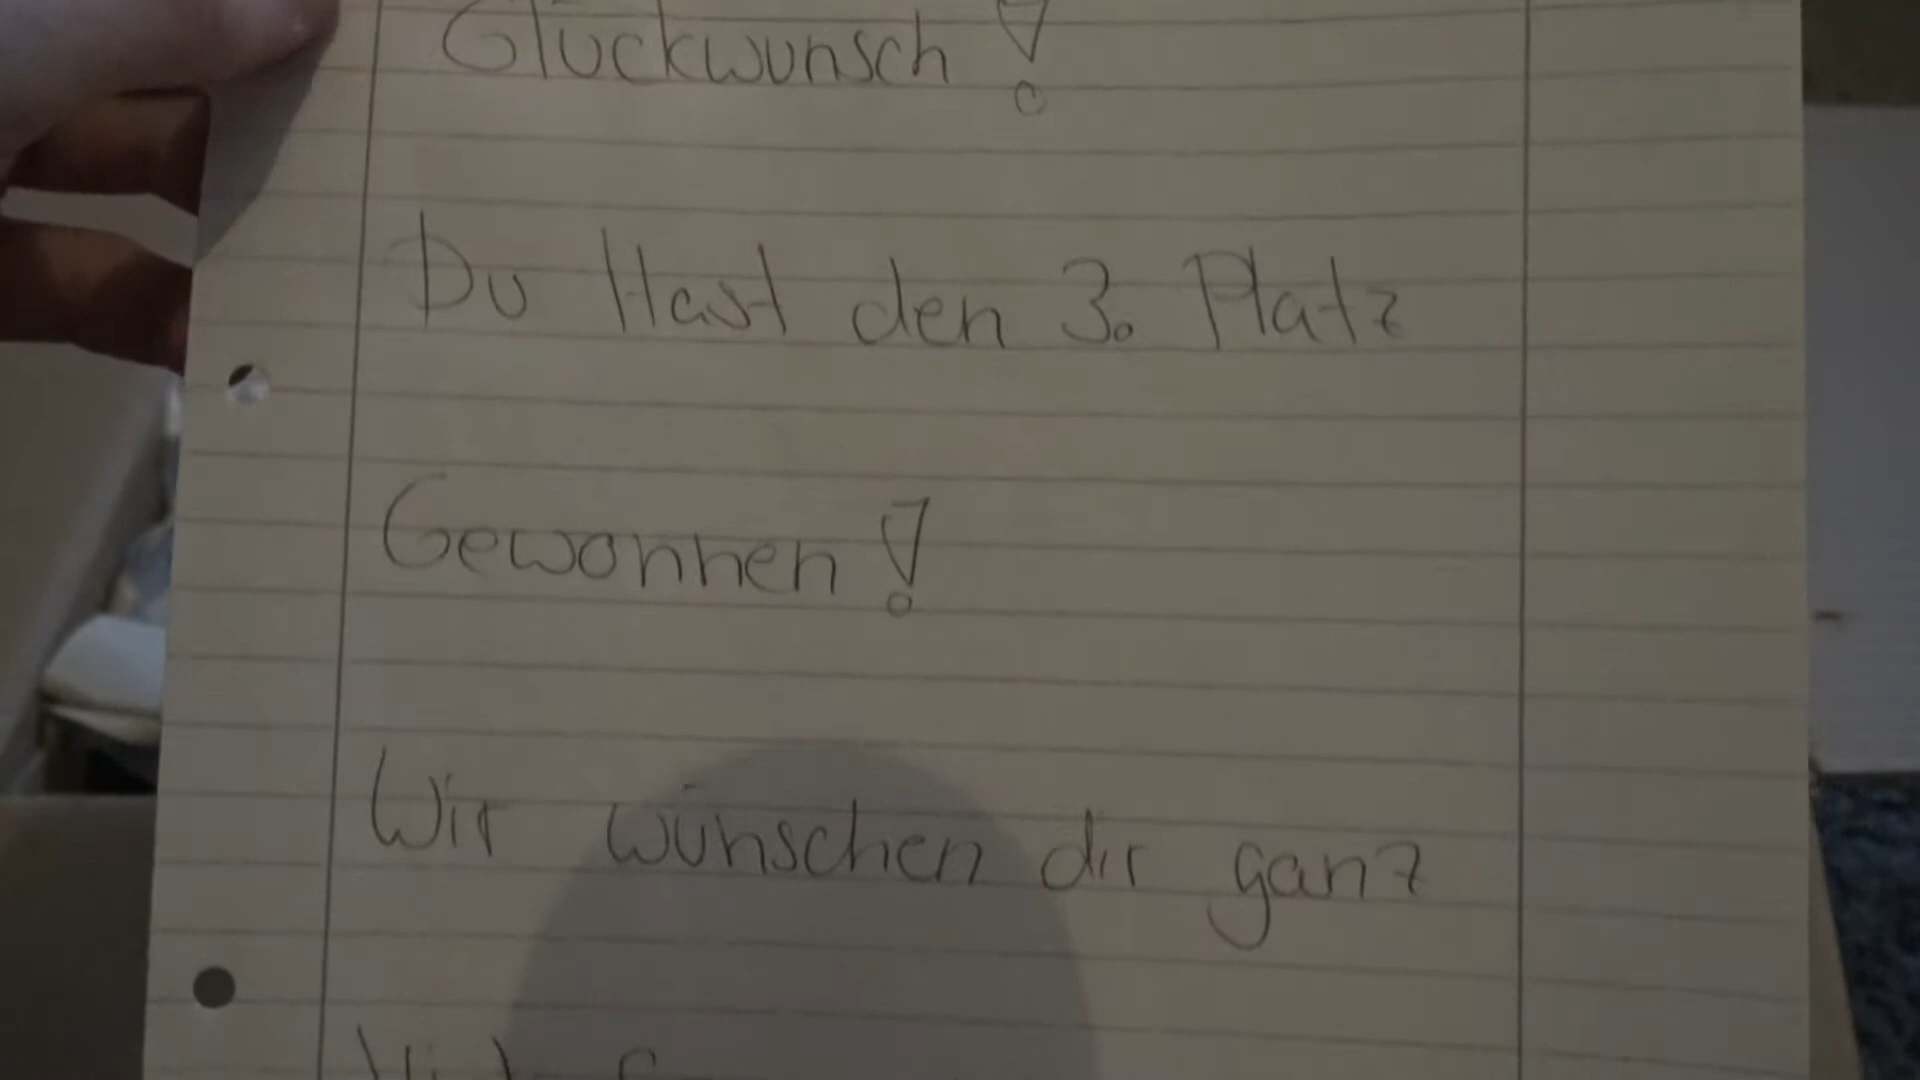 Glückwunsch!
Du Hast den 3. Platz
Gewonnen!
Wir wünschen dir ganz